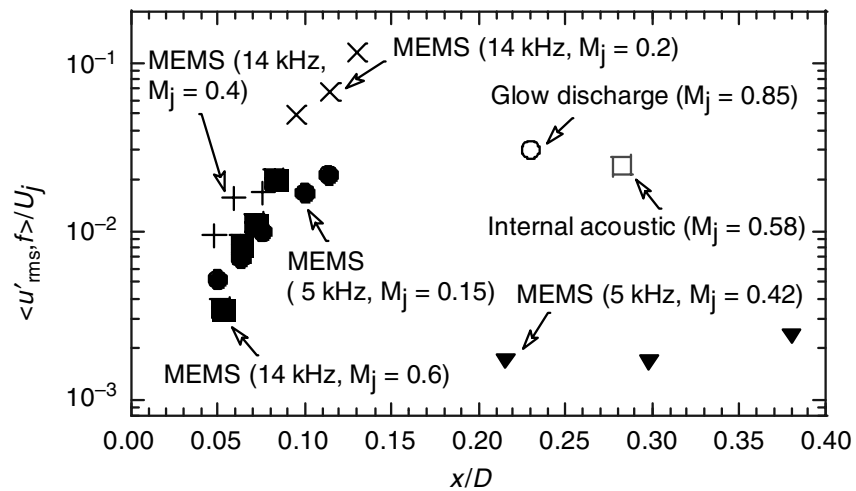 10⁻¹
10⁻²
10⁻³
<u′rms,f>/Uj
MEMS (14 kHz,
Mj = 0.4)
MEMS (14 kHz, Mj = 0.2)
Glow discharge (Mj = 0.85)
Internal acoustic (Mj = 0.58)
MEMS
( 5 kHz, Mj = 0.15)
MEMS (5 kHz, Mj = 0.42)
MEMS (14 kHz, Mj = 0.6)
0.00 0.05 0.10 0.15 0.20 0.25 0.30 0.35 0.40
x/D